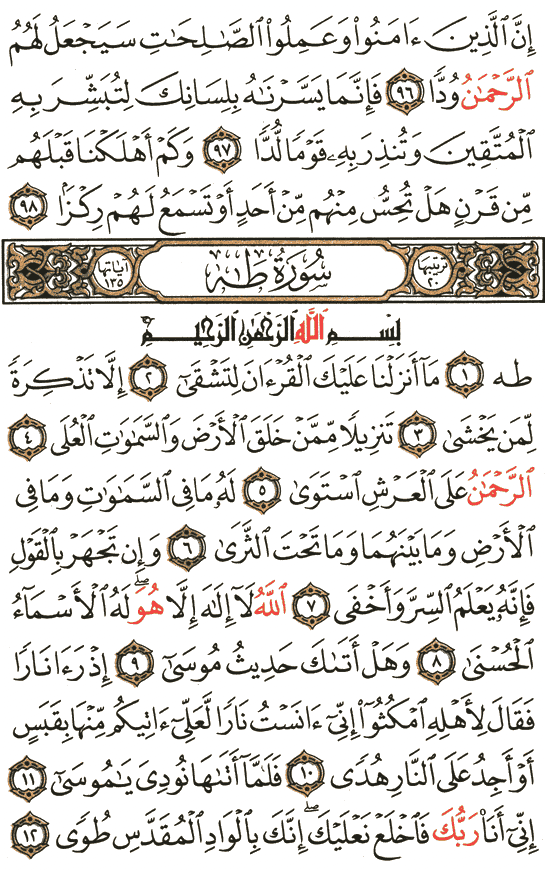 إِنَّ ٱلَّذِينَ ءَامَنُوا۟ وَعَمِلُوا۟ ٱلصَّـٰلِحَـٰتِ سَيَجْعَلُ لَهُمُ
ٱلرَّحْمَـٰنُ وُدًّا ٩٦ فَإِنَّمَا يَسَّرْنَـٰهُ بِلِسَانِكَ لِتُبَشِّرَ بِهِ
ٱلْمُتَّقِينَ وَتُنذِرَ بِهِۦ قَوْمًا لُّدًّا ٩٧ وَكَمْ أَهْلَكْنَا قَبْلَهُم
مِّن قَرْنٍ هَلْ تُحِسُّ مِنْهُم مِّنْ أَحَدٍ أَوْ تَسْمَعُ لَهُمْ رِكْزًۢا ٩٨
ترتيبها ٢٠ سُورَةُ طه آياتها ١٣٥
بِسْمِ ٱللَّهِ ٱلرَّحْمَـٰنِ ٱلرَّحِيمِ
طه ١ مَآ أَنزَلْنَا عَلَيْكَ ٱلْقُرْءَانَ لِتَشْقَىٰٓ ٢ إِلَّا تَذْكِرَةً
لِّمَن يَخْشَىٰ ٣ تَنزِيلًا مِّمَّنْ خَلَقَ ٱلْأَرْضَ وَٱلسَّمَـٰوَٰتِ ٱلْعُلَى ٤
ٱلرَّحْمَـٰنُ عَلَى ٱلْعَرْشِ ٱسْتَوَىٰ ٥ لَهُۥ مَا فِى ٱلسَّمَـٰوَٰتِ وَمَا فِى
ٱلْأَرْضِ وَمَا بَيْنَهُمَا وَمَا تَحْتَ ٱلثَّرَىٰ ٦ وَإِن تَجْهَرْ بِٱلْقَوْلِ
فَإِنَّهُۥ يَعْلَمُ ٱلسِّرَّ وَأَخْفَى ٧ ٱللَّهُ لَآ إِلَـٰهَ إِلَّا هُوَ ۖ لَهُ ٱلْأَسْمَآءُ
ٱلْحُسْنَىٰ ٨ وَهَلْ أَتَىٰكَ حَدِيثُ مُوسَىٰٓ ٩ إِذْ رَءَا نَارًا
فَقَالَ لِأَهْلِهِ ٱمْكُثُوٓا۟ إِنِّىٓ ءَانَسْتُ نَارًا لَّعَلِّىٓ ءَاتِيكُم مِّنْهَا بِقَبَسٍ
أَوْ أَجِدُ عَلَى ٱلنَّارِ هُدًى ١٠ فَلَمَّآ أَتَىٰهَا نُودِىَ يَـٰمُوسَىٰٓ ١١
إِنِّىٓ أَنَا۠ رَبُّكَ فَٱخْلَعْ نَعْلَيْكَ ۖ إِنَّكَ بِٱلْوَادِ ٱلْمُقَدَّسِ طُوًى ١٢